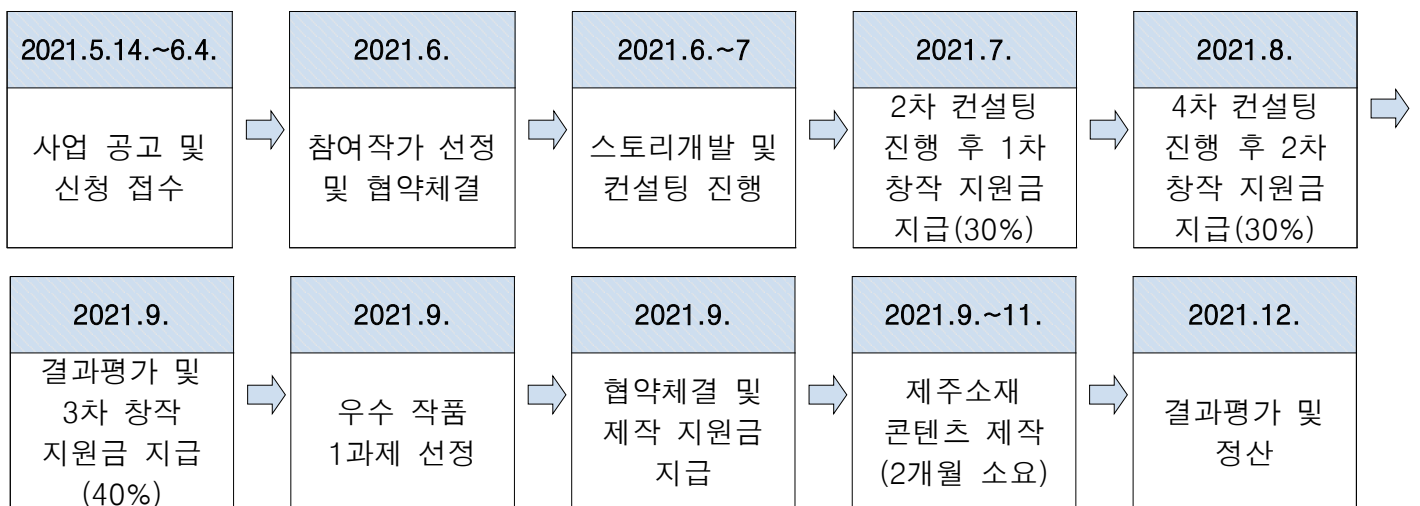 2021.5.14.~6.4.
사업 공고 및
신청 접수
2021.6.
참여작가 선정
및 협약체결
2021.6.~7
스토리개발 및
컨설팅 진행
2021.7.
2차 컨설팅
진행 후 1차
창작 지원금
지급(30%)
2021.8.
4차 컨설팅
진행 후 2차
창작 지원금
지급(30%)
2021.9.
결과평가 및
3차 창작
지원금 지급
(40%)
2021.9.
우수 작품
1과제 선정
2021.9.
협약체결 및
제작 지원금
지급
2021.9.~11.
제주소재
콘텐츠 제작
(2개월 소요)
2021.12.
결과평가 및
정산